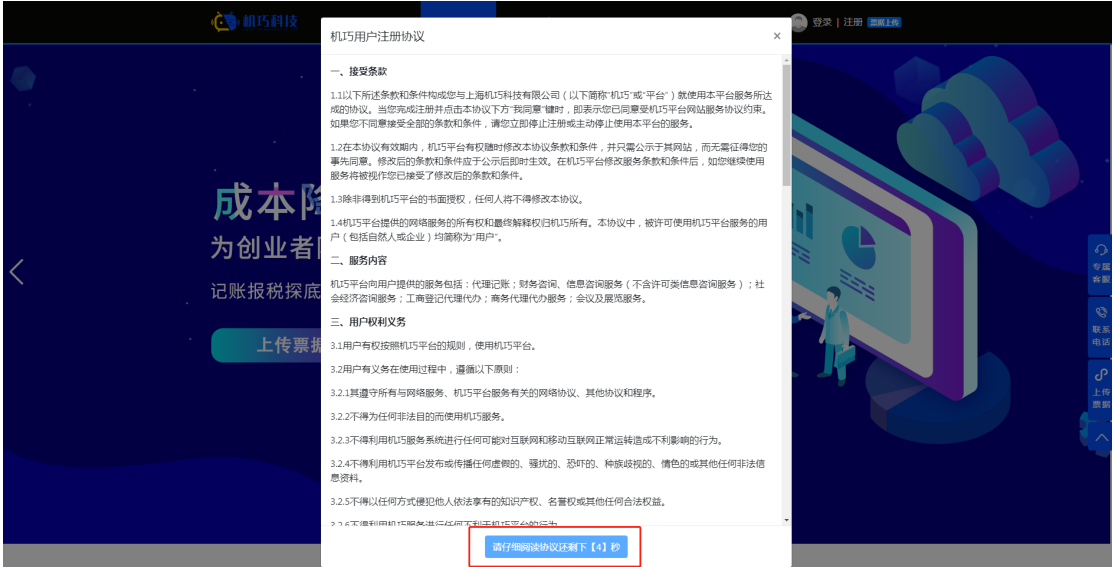 机巧科技
登录 | 注册 票据上传
机巧用户注册协议
×
一、接受条款
1.1以下所述条款和条件构成您与上海机巧科技有限公司（以下简称“机巧”或“平台”）就使用本平台服务所达
成的协议。当您完成注册并点击本协议下方“我同意”键时，即表示您已同意受机巧平台网站服务协议约束。
如果您不同意接受全部的条款和条件，请您立即停止注册或主动停止使用本平台的服务。
1.2在本协议有效期内，机巧平台有权随时修改本协议条款和条件，并只需公示于其网站，而无需征得您的
事先同意。修改后的条款和条件应于公示后即时生效。在机巧平台修改服务条款和条件后，如您继续使用
服务将被视作您已接受了修改后的条款和条件。
1.3除非得到机巧平台的书面授权，任何人将不得修改本协议。
1.4机巧平台提供的网络服务的所有权和最终解释权归机巧所有。本协议中，被许可使用机巧平台服务的用
户（包括自然人或企业）均简称为“用户”。
二、服务内容
机巧平台向用户提供的服务包括：代理记账；财务咨询、信息咨询服务（不含许可类信息咨询服务）；社
会经济咨询服务；工商登记代理代办；商务代理代办服务；会议及展览服务。
三、用户权利义务
3.1用户有权按照机巧平台的规则，使用机巧平台。
3.2用户有义务在使用过程中，遵循以下原则：
3.2.1其遵守所有与网络服务、机巧平台服务有关的网络协议、其他协议和程序。
3.2.2不得为任何非法目的而使用机巧服务。
3.2.3不得利用机巧服务系统进行任何可能对互联网和移动互联网正常运转造成不利影响的行为。
3.2.4不得利用机巧平台发布或传播任何虚假的、骚扰的、恐吓的、种族歧视的、情色的或其他任何非法信
息资料。
3.2.5不得以任何方式侵犯他人依法享有的知识产权、名誉权或其他任何合法权益。
3.2.6不得利用机巧服务进行任何不利于机巧平台的行为
请仔细阅读协议还剩下【4】秒
成本降
为创业者
记账报税探底
上传票据
专属
客服
联系
电话
上传
票据